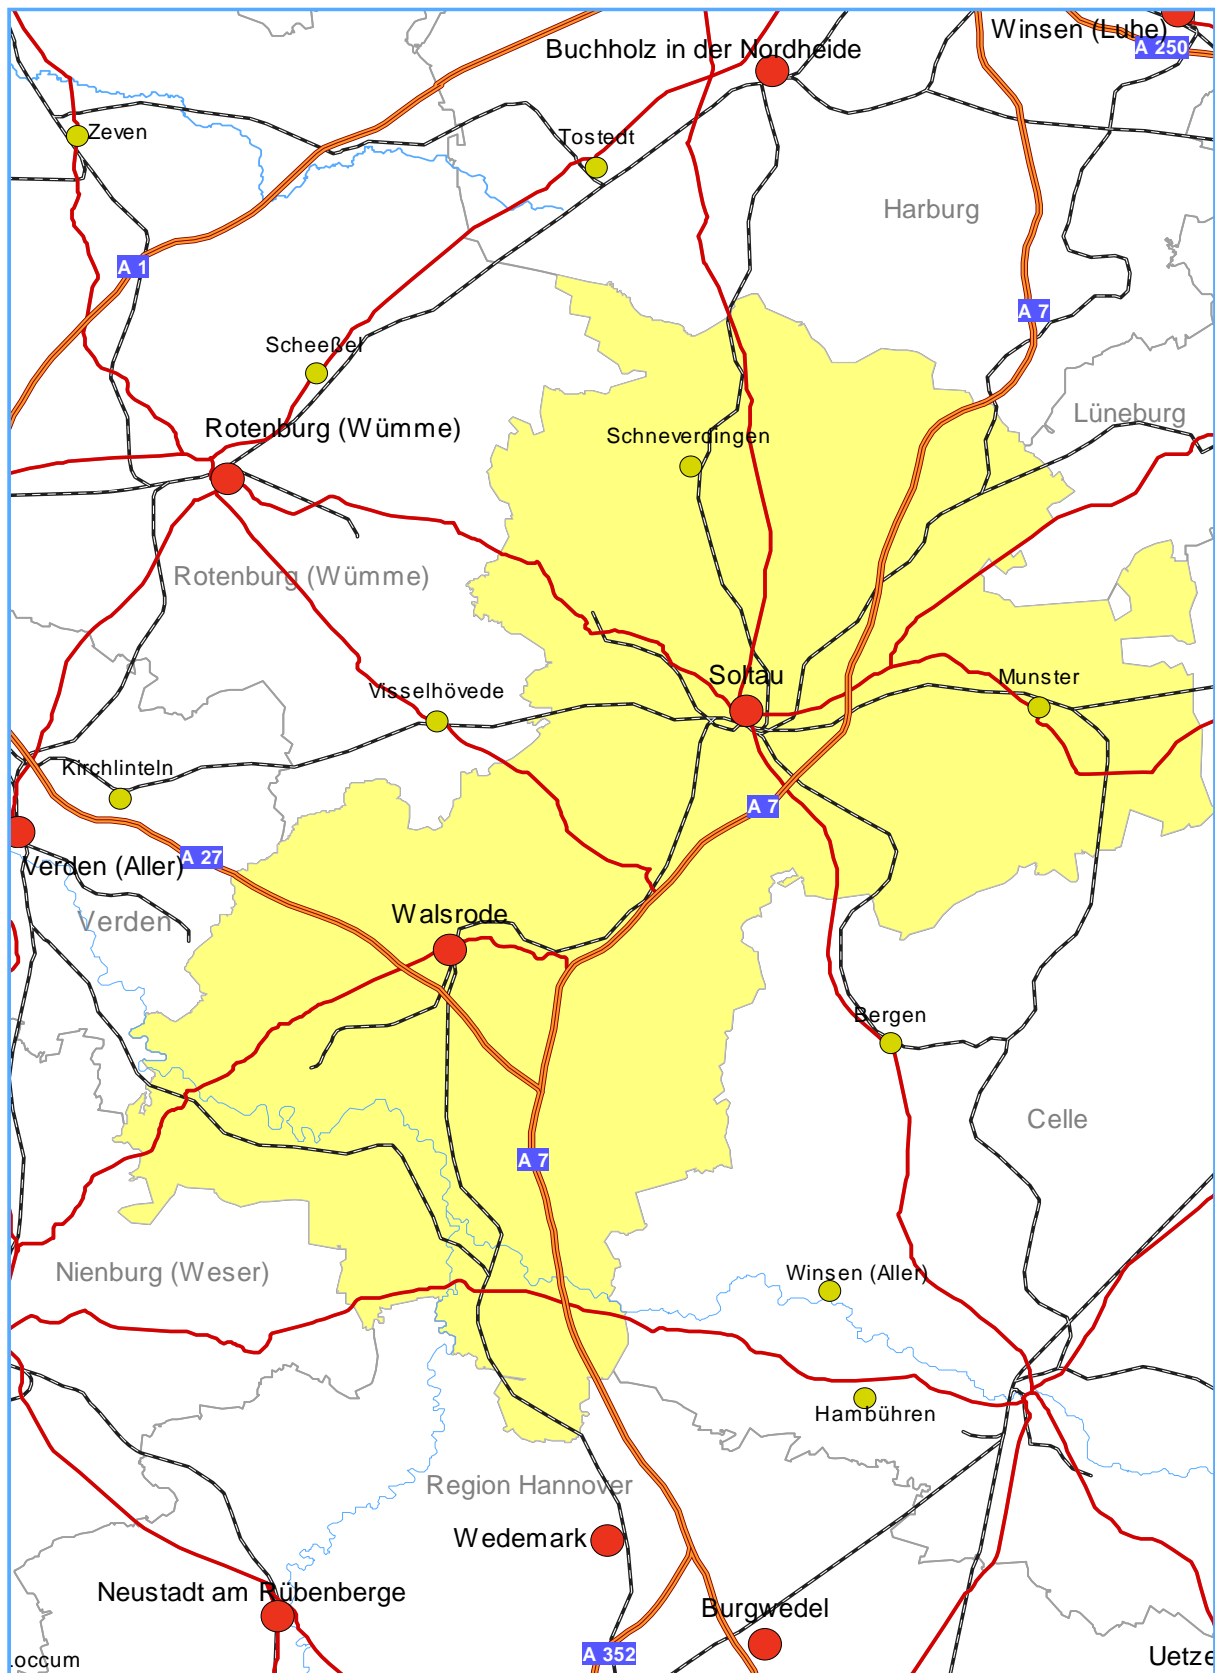 Winsen (Luhe)
Buchholz in der Nordheide
A 250
Zeven
Tostedt
Harburg
A 1
A 7
Scheeßel
Lüneburg
Rotenburg (Wümme)
Schneverdingen
Rotenburg (Wümme)
Soltau
Munster
Visselhövede
Kirchlinteln
A 7
Verden (Aller)
A 27
Walsrode
Verden
Bergen
Celle
A 7
Nienburg (Weser)
Winsen (Aller)
Hambühren
Region Hannover
Wedemark
Neustadt am Rübenberge
Burgwedel
A 352
occum
Uetze